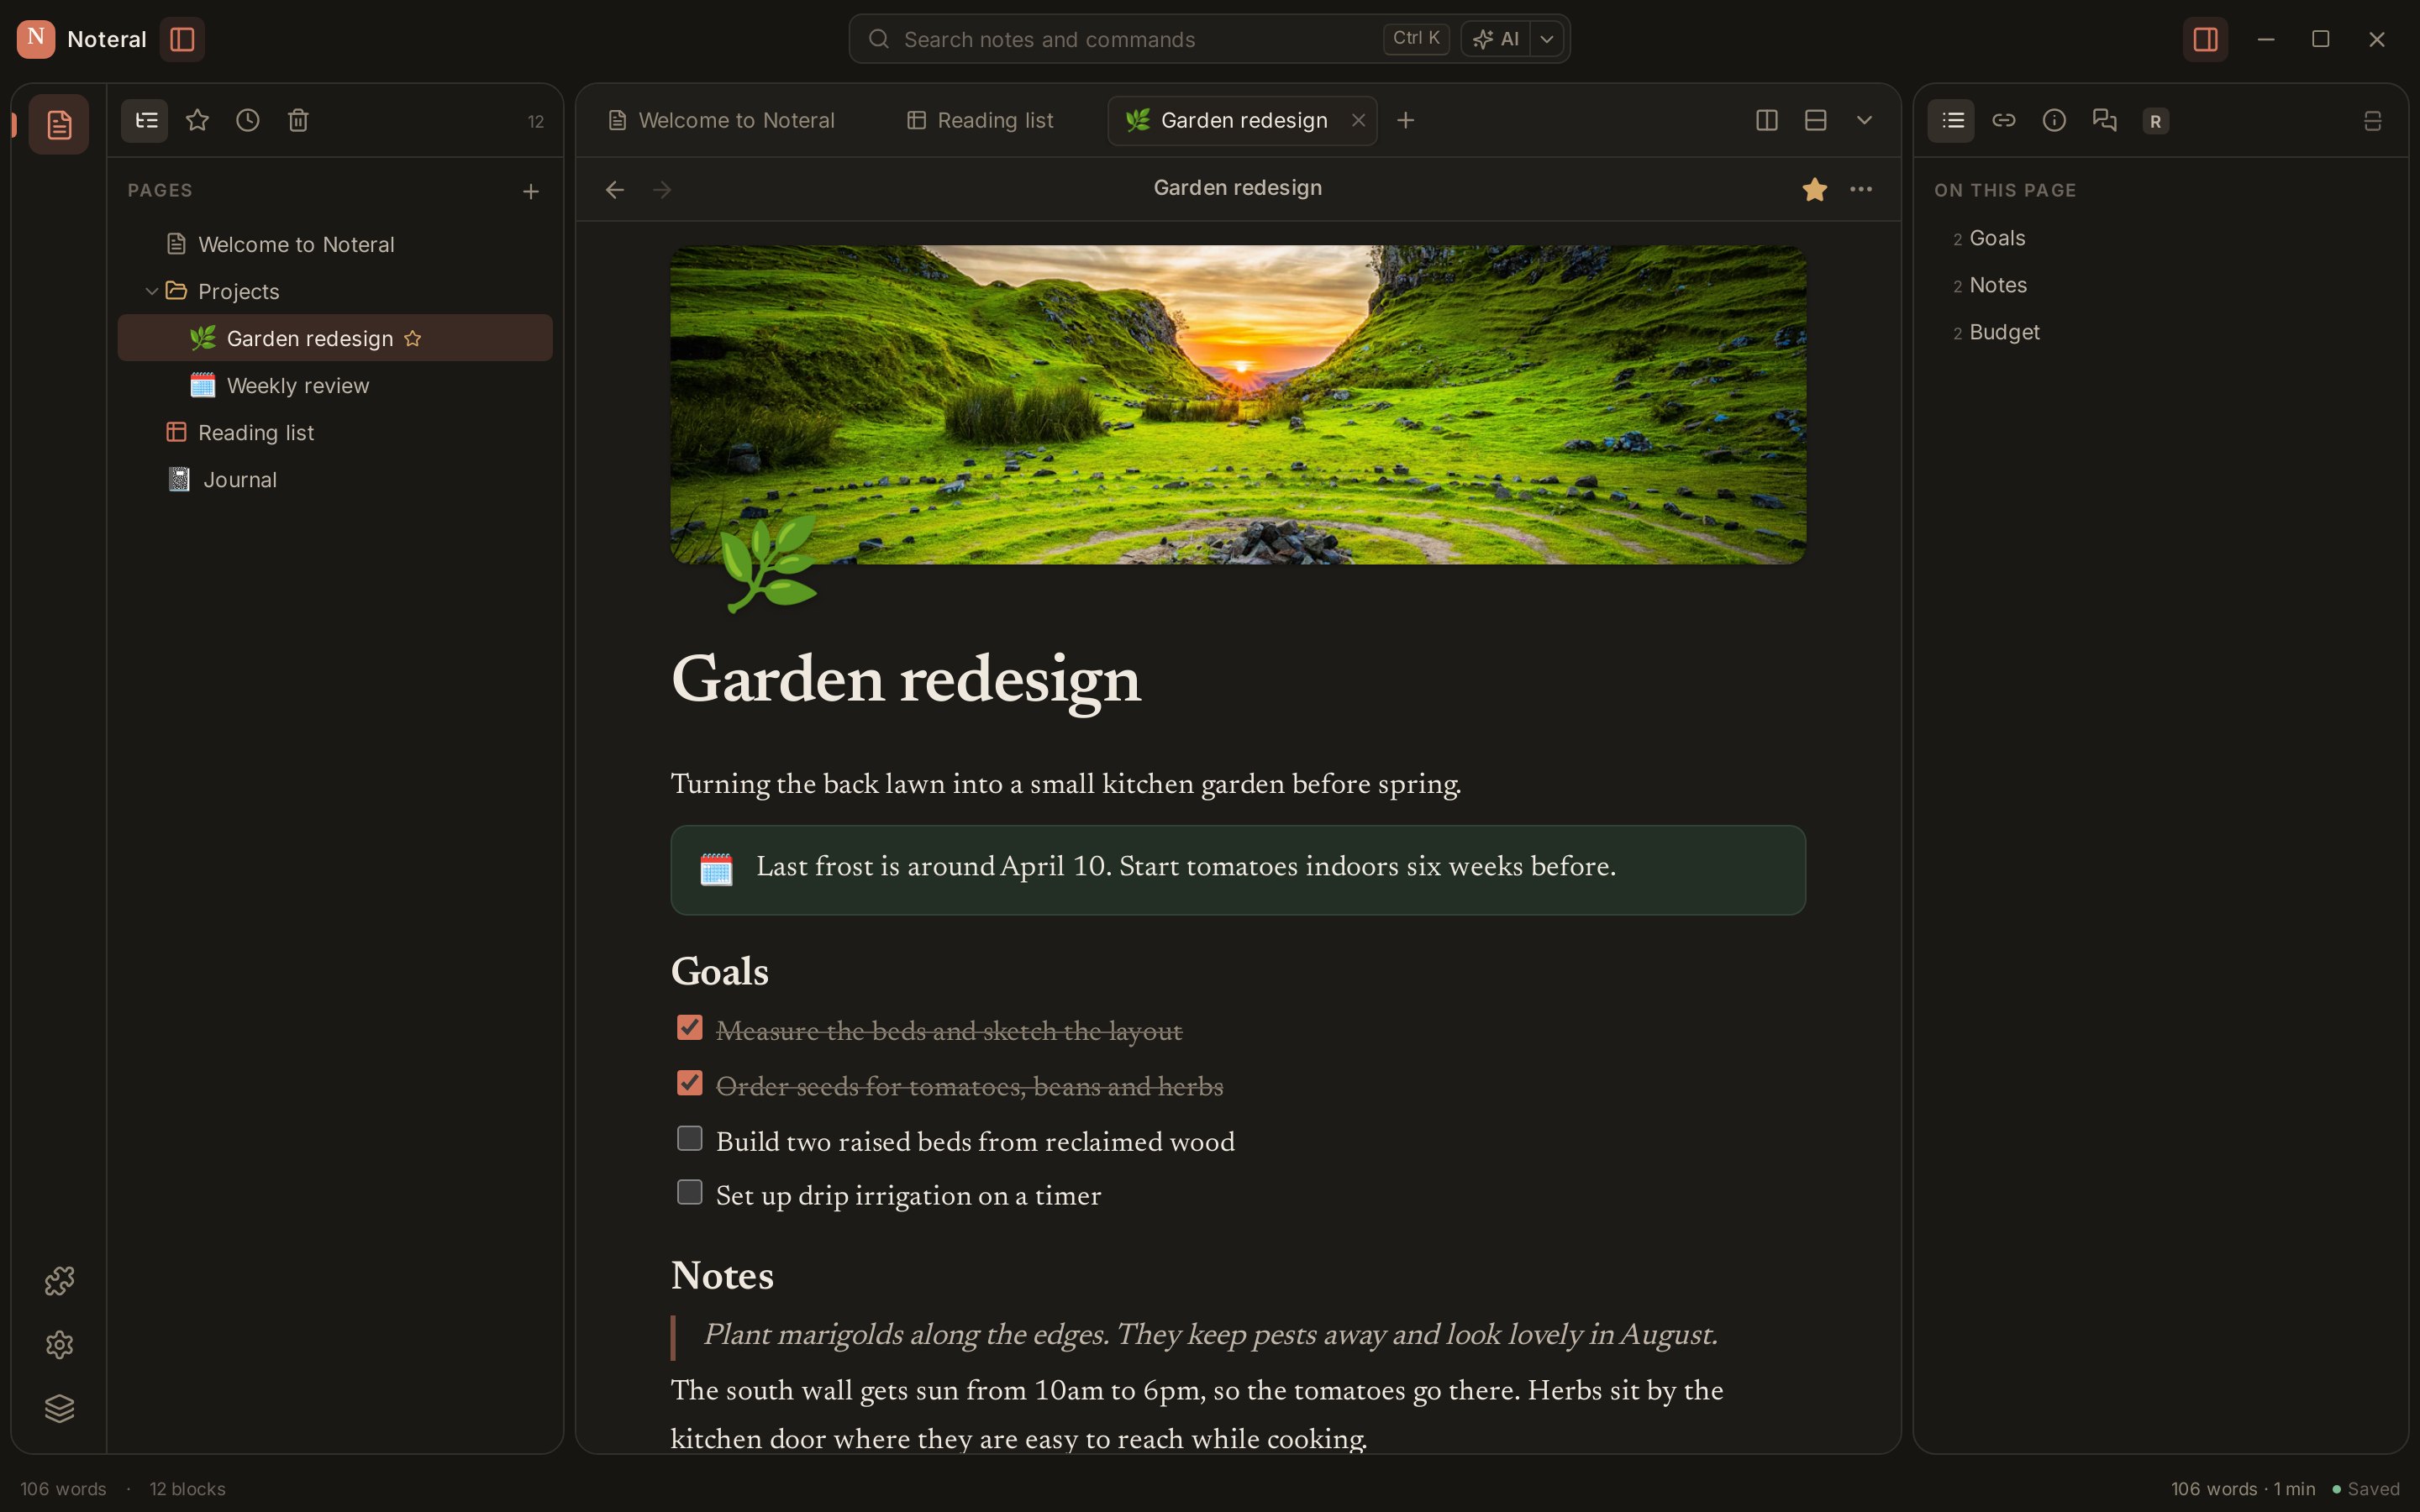 N Noteral
Search notes and commands Ctrl K AI
12
PAGES
Welcome to Noteral
Projects
Garden redesign
Weekly review
Reading list
Journal
Welcome to Noteral Reading list Garden redesign
Garden redesign
Garden redesign
Turning the back lawn into a small kitchen garden before spring.
Last frost is around April 10. Start tomatoes indoors six weeks before.
Goals
Measure the beds and sketch the layout
Order seeds for tomatoes, beans and herbs
Build two raised beds from reclaimed wood
Set up drip irrigation on a timer
Notes
Plant marigolds along the edges. They keep pests away and look lovely in August.
The south wall gets sun from 10am to 6pm, so the tomatoes go there. Herbs sit by the
kitchen door where they are easy to reach while cooking.
R
ON THIS PAGE
2 Goals
2 Notes
2 Budget
106 words · 12 blocks
106 words · 1 min Saved